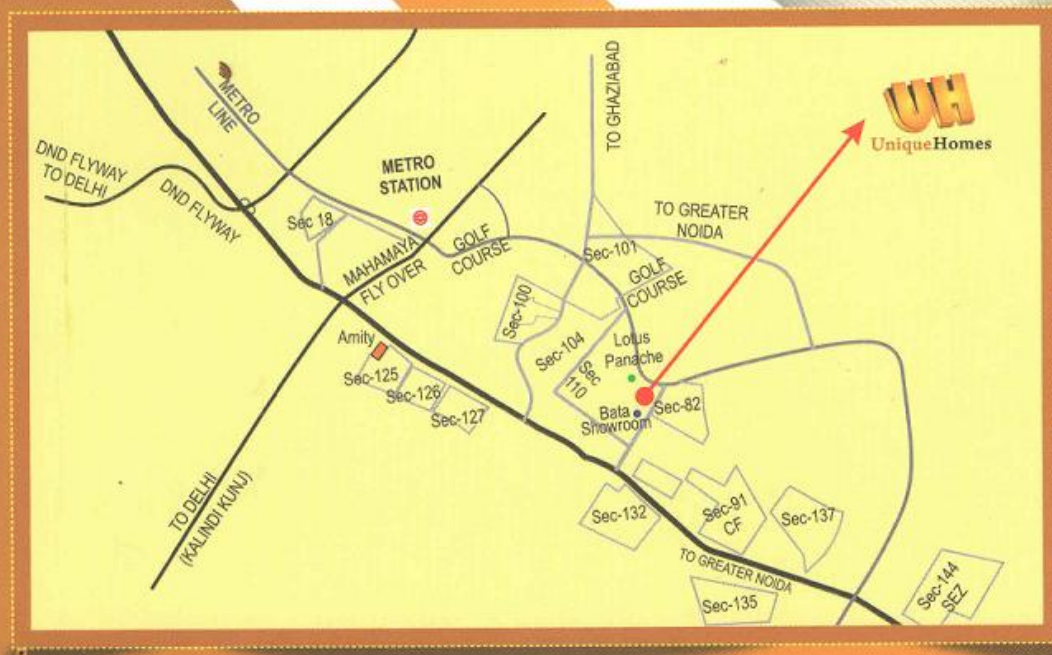 METRO
LINE
DND FLYWAY
TO DELHI
DND FLYWAY
METRO
STATION
Sec 18
MAHAMAYA
FLY OVER
GOLF
COURSE
TO GHAZIABAD
UH
UniqueHomes
TO GREATER
NOIDA
Sec-101
GOLF
COURSE
Sec-100
Sec-104
Lotus
Panache
Sec
110
Amity
Sec-125
Sec-126
Sec-127
Bata
Showroom
Sec-82
TO DELHI
(KALINDI KUNJ)
Sec-132
Sec-91
CF
Sec-137
TO GREATER NOIDA
Sec-135
Sec-144
SEZ